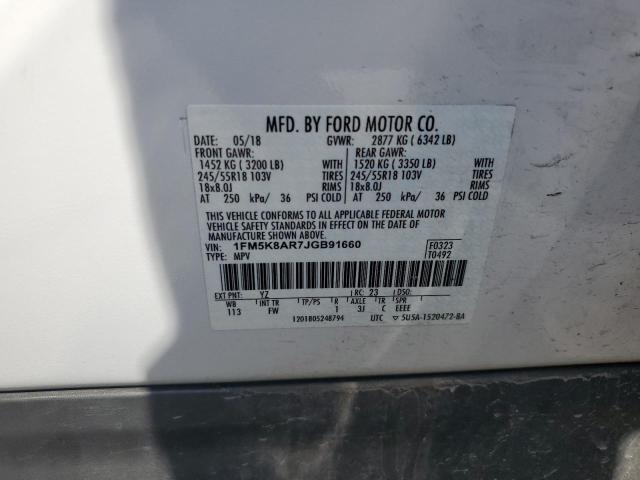 MFD. BY FORD MOTOR CO.
DATE: 05/18 GVWR: 2877 KG ( 6342 LB)
FRONT GAWR: REAR GAWR:
1452 KG ( 3200 LB) WITH 1520 KG ( 3350 LB) WITH
245/55R18 103V TIRES 245/55R18 103V TIRES
18x8.0J RIMS 18x8.0J RIMS
AT 250 kPa/ 36 PSI COLD AT 250 kPa/ 36 PSI COLD
THIS VEHICLE CONFORMS TO ALL APPLICABLE FEDERAL MOTOR
VEHICLE SAFETY STANDARDS IN EFFECT ON THE DATE OF
MANUFACTURE SHOWN ABOVE.
VIN: 1FM5K8AR7JGB91660 F0323
TYPE: MPV T0492
EXT PNT: YZ RC: 23 DSO:
WB INT TR TP/PS R AXLE TR SPR
113 FW 1 3J C EEEE
12018052487​94 UTC ▽ 5U5A-1520472-BA